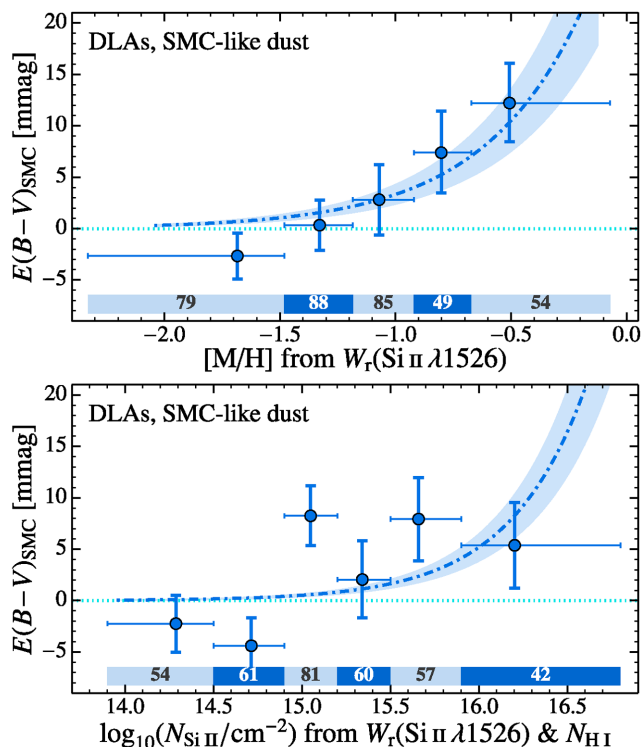 DLAs, SMC-like dust
E(B−V)SMC [mmag]
20
15
10
5
0
−5
79 88 85 49 54
−2.0 −1.5 −1.0 −0.5 0.0
[M/H] from Wr(Si II λ1526)
DLAs, SMC-like dust
E(B−V)SMC [mmag]
20
15
10
5
0
−5
54 61 81 60 57 42
14.0 14.5 15.0 15.5 16.0 16.5
log10(NSi II/cm−2) from Wr(Si II λ1526) & NH I